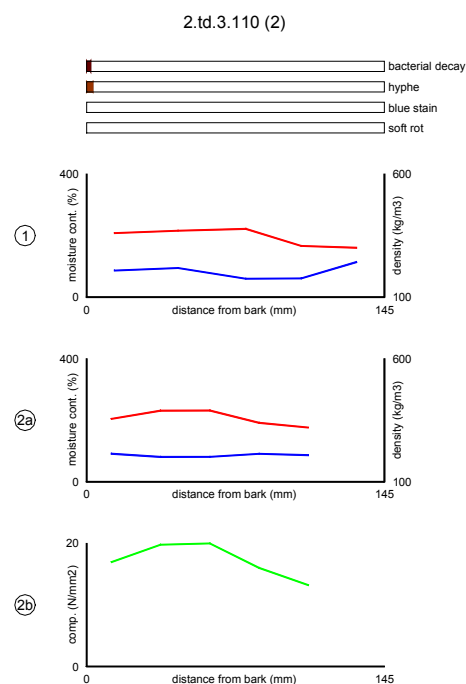 2.td.3.110 (2)
bacterial decay
hyphe
blue stain
soft rot
1
400
moisture cont. (%)
0
600
density (kg/m3)
100
0
distance from bark (mm)
145
2a
400
moisture cont. (%)
0
600
density (kg/m3)
100
0
distance from bark (mm)
145
2b
20
comp. (N/mm2)
0
0
distance from bark (mm)
145